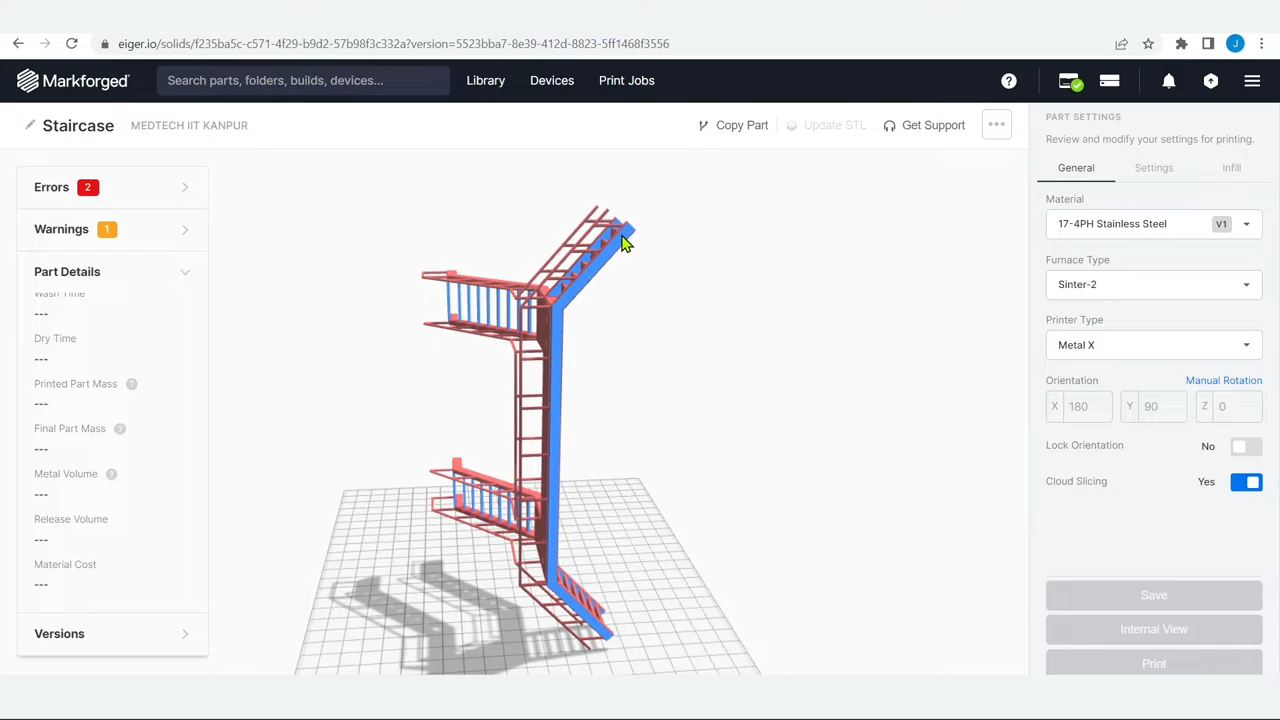 eiger.io/solids/f235ba5c-c571-4f29-b9d2-57b98f3c332a?version=5523bba7-8e39-412d-8823-5ff1468f3556
J
Markforged
Search parts, folders, builds, devices...
Library
Devices
Print Jobs
?
Staircase
MEDTECH IIT KANPUR
Copy Part
Update STL
Get Support
Errors 2
Warnings 1
Part Details
Wash Time
---
Dry Time
---
Printed Part Mass ?
---
Final Part Mass ?
---
Metal Volume ?
---
Release Volume
---
Material Cost
---
Versions
PART SETTINGS
Review and modify your settings for printing.
General
Settings
Infill
Material
17-4PH Stainless Steel V1
Furnace Type
Sinter-2
Printer Type
Metal X
Orientation Manual Rotation
X 180 Y 90 Z 0
Lock Orientation No
Cloud Slicing Yes
Save
Internal View
Print